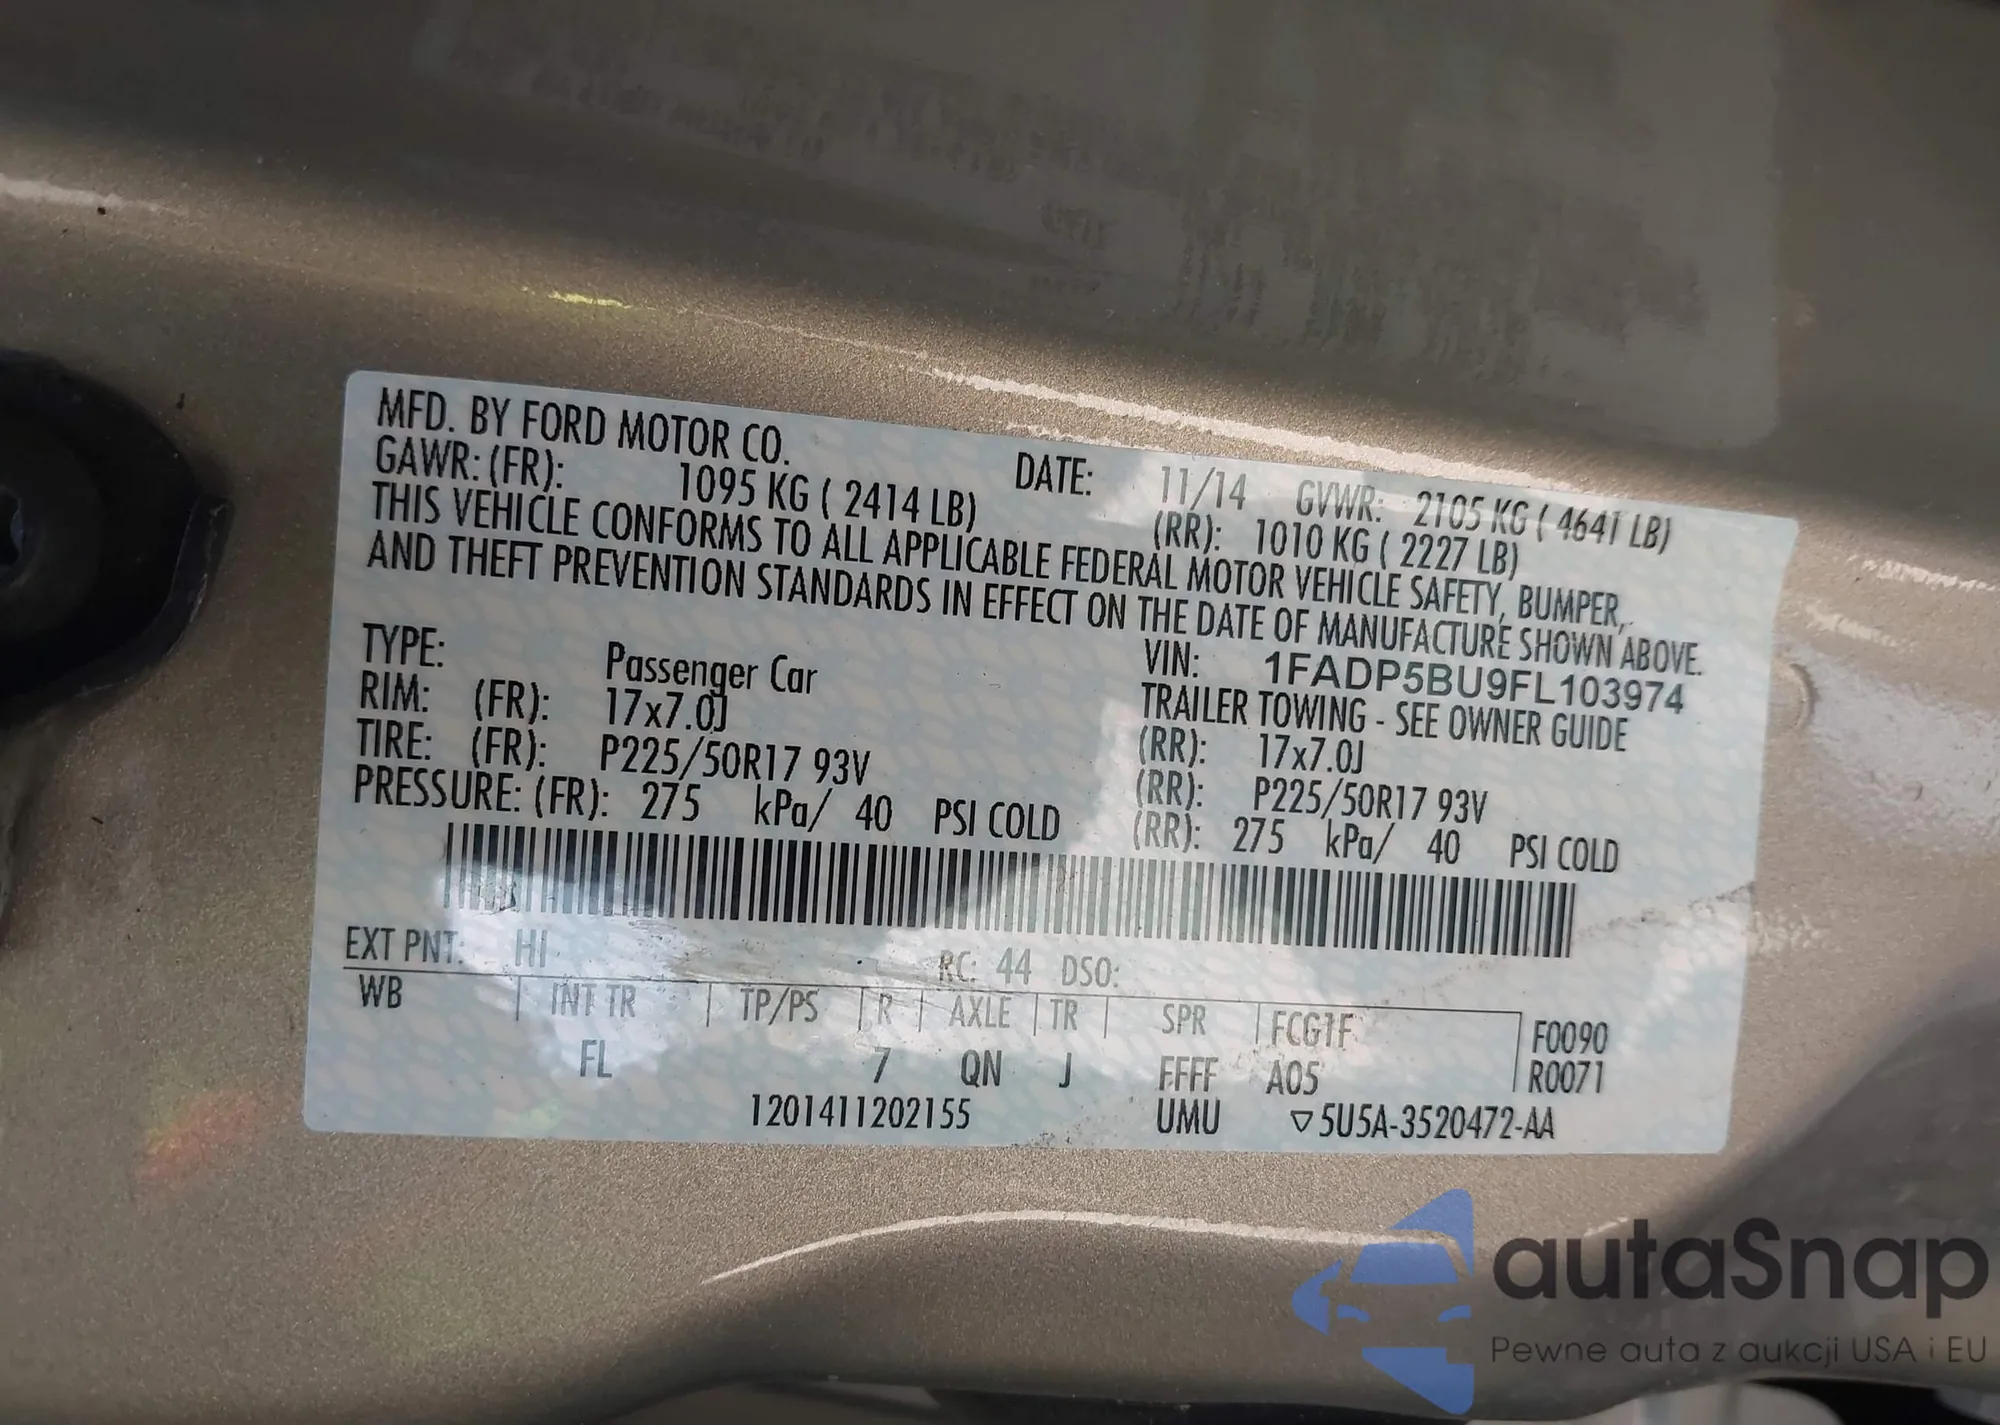 MFD. BY FORD MOTOR CO. DATE: 11/14 GVWR: 2105 KG ( 4641 LB)
GAWR: (FR): 1095 KG ( 2414 LB) (RR): 1010 KG ( 2227 LB)
THIS VEHICLE CONFORMS TO ALL APPLICABLE FEDERAL MOTOR VEHICLE SAFETY, BUMPER,
AND THEFT PREVENTION STANDARDS IN EFFECT ON THE DATE OF MANUFACTURE SHOWN ABOVE.
VIN: 1FADP5BU9FL103974
TYPE: Passenger Car TRAILER TOWING - SEE OWNER GUIDE
RIM: (FR): 17x7.0J (RR): 17x7.0J
TIRE: (FR): P225/50R17 93V (RR): P225/50R17 93V
PRESSURE: (FR): 275 kPa/ 40 PSI COLD (RR): 275 kPa/ 40 PSI COLD
EXT PNT: HI RC: 44 DSO:
WB INT TR TP/PS R AXLE TR SPR FCG1F F0090
FL 7 QN J FFFF A05 R0071
1201411202155 UMU ▽5U5A-3520472-AA
autaSnap
Pewne auta z aukcji USA i EU